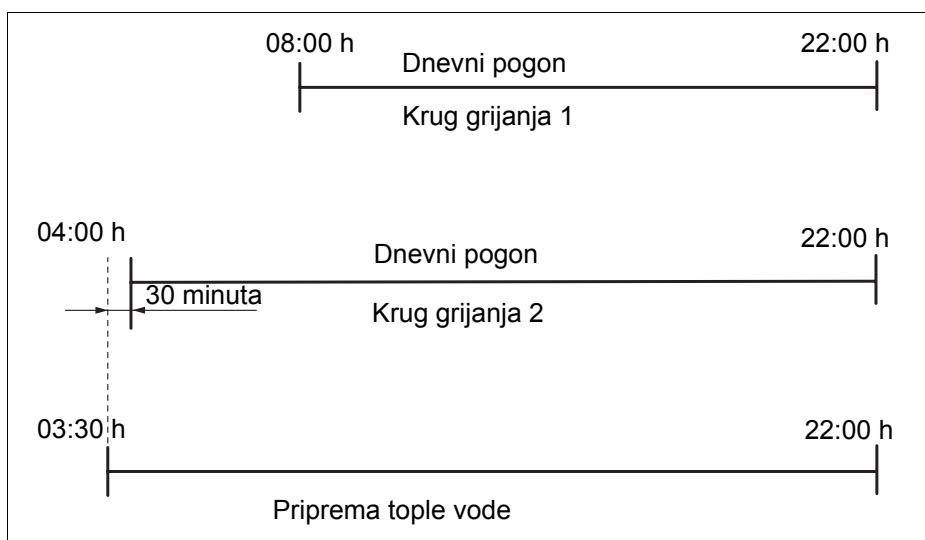 08:00 h
22:00 h
Dnevni pogon
Krug grijanja 1
04:00 h
22:00 h
Dnevni pogon
30 minuta
Krug grijanja 2
03:30 h
22:00 h
Priprema tople vode